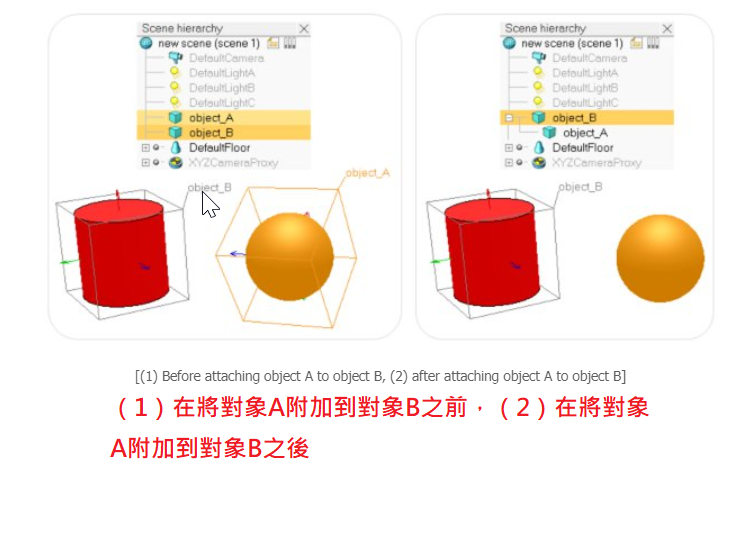 Scene hierarchy
new scene (scene 1)
DefaultCamera
DefaultLightA
DefaultLightB
DefaultLightC
object_A
object_B
DefaultFloor
XYZCameraProxy
object_B
object_A
Scene hierarchy
new scene (scene 1)
DefaultCamera
DefaultLightA
DefaultLightB
DefaultLightC
object_B
object_A
DefaultFloor
XYZCameraProxy
object_B
[(1) Before attaching object A to object B, (2) after attaching object A to object B]
（1）在將對象A附加到對象B之前，（2）在將對象
A附加到對象B之後